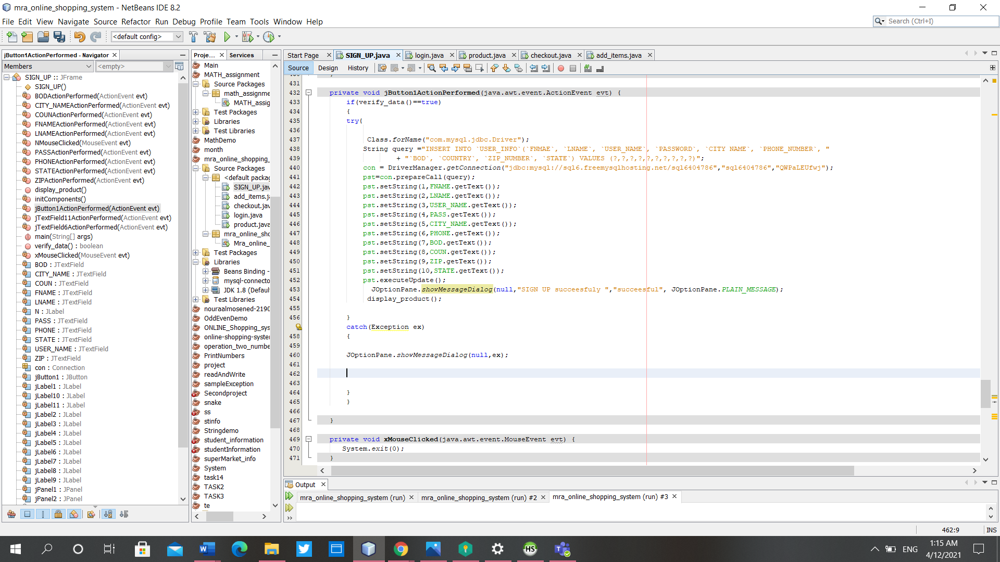 mra_online_shopping_system - NetBeans IDE 8.2
File Edit View Navigate Source Refactor Run Debug Profile Team Tools Window Help
Search (Ctrl+I)
<default config>
jButton1ActionPerformed - Navigator
Members
<empty>
SIGN_UP :: JFrame
SIGN_UP()
BODActionPerformed(ActionEvent evt)
CITY_NAMEActionPerformed(ActionEvent evt)
COUNActionPerformed(ActionEvent evt)
FNAMEActionPerformed(ActionEvent evt)
LNAMEActionPerformed(ActionEvent evt)
NMouseClicked(MouseEvent evt)
PASSActionPerformed(ActionEvent evt)
PHONEActionPerformed(ActionEvent evt)
STATEActionPerformed(ActionEvent evt)
ZIPActionPerformed(ActionEvent evt)
display_product()
initComponents()
jButton1ActionPerformed(ActionEvent evt)
jTextField11ActionPerformed(ActionEvent evt)
jTextField6ActionPerformed(ActionEvent evt)
main(String[] args)
verify_data() : boolean
xMouseClicked(MouseEvent evt)
BOD : JTextField
CITY_NAME : JTextField
COUN : JTextField
FNAME : JTextField
LNAME : JTextField
N : JLabel
PASS : JTextField
PHONE : JTextField
STATE : JTextField
USER_NAME : JTextField
ZIP : JTextField
con : Connection
jButton1 : JButton
jLabel1 : JLabel
jLabel10 : JLabel
jLabel11 : JLabel
jLabel2 : JLabel
jLabel3 : JLabel
jLabel4 : JLabel
jLabel5 : JLabel
jLabel6 : JLabel
jLabel7 : JLabel
jLabel8 : JLabel
jLabel9 : JLabel
jPanel1 : JPanel
jPanel2 : JPanel
Proje...
Services
Main
MATH_assignment
Source Packages
math_assignme
MATH_assig
Test Packages
Libraries
Test Libraries
MathDemo
month
mra_online_shopping_
Source Packages
<default packag
SIGN_UP.jav
add_items.ja
checkout.jav
login.java
product.java
mra_online_sho
Mra_online_
Test Packages
Libraries
Beans Binding -
mysql-connecto
JDK 1.8 (Defaul
Test Libraries
nouraalmosened-2190
OddEvenDemo
ONLINE_Shopping_sys
online-shopping-syster
operation_two_numbe
PrintNumbers
project
readAndWrite
sampleException
Secondproject
snake
ss
stinfo
Stringdemo
student_information
studentInformation
superMarket_info
System
task14
TASK2
TASK3
te
Start Page
SIGN_UP.java
login.java
product.java
checkout.java
add_items.java
Source Design History
431
432 private void jButton1ActionPerformed(java.awt.event.ActionEvent evt) {
433 if(verify_data()==true)
434 {
435 try{
436
437 Class.forName("com.mysql.jdbc.Driver");
438 String query ="INSERT INTO `USER_INFO`(`FNMAE`, `LNAME`, `USER_NAME`, `PASSWORD`, `CITY NAME`, `PHONE_NUMBER`, "
439 + "`BOD`, `COUNTRY`, `ZIP_NUMBER`, `STATE`) VALUES (?,?,?,?,?,?,?,?,?,?)";
440 con = DriverManager.getConnection("jdbc:mysql://sql6.freemysqlhosting.net/sql6404786","sql6404786","QWPaLEUfwj");
441 pst=con.prepareCall(query);
442 pst.setString(1,FNAME.getText());
443 pst.setString(2,LNAME.getText());
444 pst.setString(3,USER_NAME.getText());
445 pst.setString(4,PASS.getText());
446 pst.setString(5,CITY_NAME.getText());
447 pst.setString(6,PHONE.getText());
448 pst.setString(7,BOD.getText());
449 pst.setString(8,COUN.getText());
450 pst.setString(9,ZIP.getText());
451 pst.setString(10,STATE.getText());
452 pst.executeUpdate();
453 JOptionPane.showMessageDialog(null,"SIGN UP succeesfuly ","succeesful", JOptionPane.PLAIN_MESSAGE);
454 display_product();
455
456 }
catch(Exception ex)
458 {
459
460 JOptionPane.showMessageDialog(null,ex);
461
462
463
464 }
465 }
466
467 }
468
469 private void xMouseClicked(java.awt.event.MouseEvent evt) {
470 System.exit(0);
471 }
Output
mra_online_shopping_system (run)
mra_online_shopping_system (run) #2
mra_online_shopping_system (run) #3
462:9
INS
HS
ENG
1:15 AM
4/12/2021